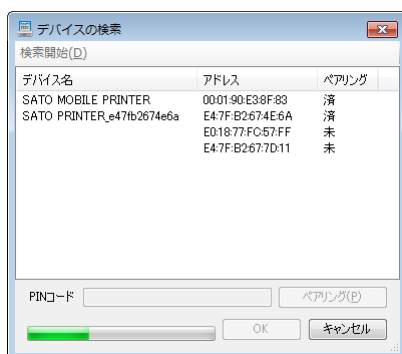 デバイスの検索
検索開始(D)
デバイス名 アドレス ペアリング
SATO MOBILE PRINTER 00:01:90:E3:8F:83 済
SATO PRINTER_e47fb2674e6a E4:7F:B2:67:4E:6A 済
E0:18:77:FC:57:FF 未
E4:7F:B2:67:7D:11 未
PINコード ペアリング(P)
OK キャンセル